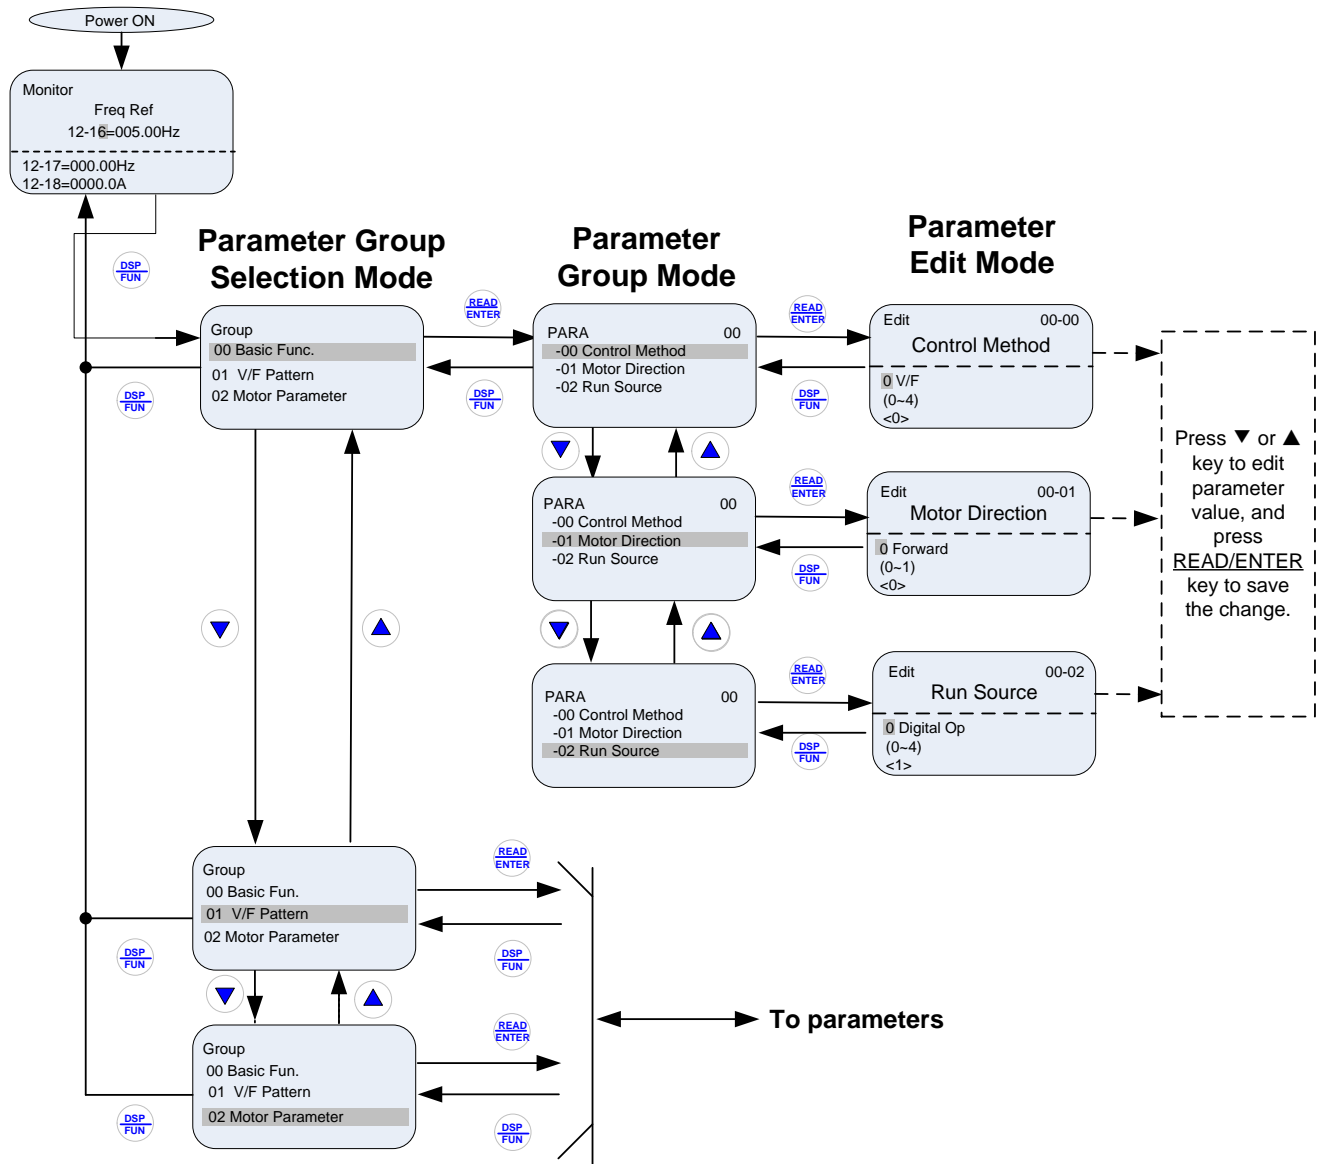 Power ON
Monitor
Freq Ref
12-16=005.00Hz
12-17=000.00Hz
12-18=0000.0A
DSP
FUN
Parameter Group
Selection Mode
Parameter
Group Mode
Parameter
Edit Mode
Group
00 Basic Func.
01 V/F Pattern
02 Motor Parameter
DSP
FUN
READ
ENTER
DSP
FUN
PARA 00
-00 Control Method
-01 Motor Direction
-02 Run Source
READ
ENTER
DSP
FUN
Edit 00-00
Control Method
0 V/F
(0~4)
<0>
▼
▲
PARA 00
-00 Control Method
-01 Motor Direction
-02 Run Source
READ
ENTER
DSP
FUN
Edit 00-01
Motor Direction
0 Forward
(0~1)
<0>
▼
▲
▼
▲
PARA 00
-00 Control Method
-01 Motor Direction
-02 Run Source
READ
ENTER
DSP
FUN
Edit 00-02
Run Source
0 Digital Op
(0~4)
<1>
Press ▼ or ▲
key to edit
parameter
value, and
press
READ/ENTER
key to save
the change.
Group
00 Basic Fun.
01 V/F Pattern
02 Motor Parameter
DSP
FUN
READ
ENTER
DSP
FUN
▼
▲
Group
00 Basic Fun.
01 V/F Pattern
02 Motor Parameter
DSP
FUN
READ
ENTER
DSP
FUN
To parameters